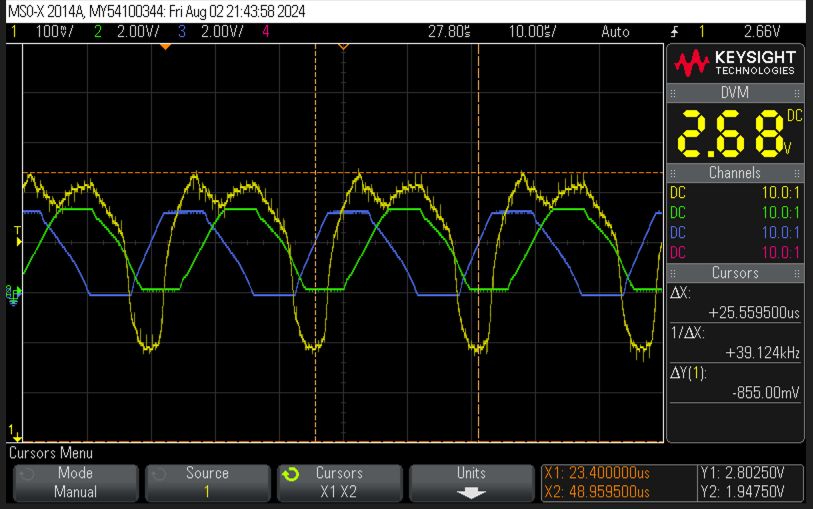 MSO-X 2014A, MY54100344: Fri Aug 02 21:43:58 2024
1 100mV/ 2 2.00V/ 3 2.00V/ 4 27.80us 10.00us/ Auto 1 2.66V
KEYSIGHT
TECHNOLOGIES
DVM
2.68 DC
V
Channels
DC 10.0:1
DC 10.0:1
DC 10.0:1
DC 10.0:1
Cursors
ΔX:
+25.559500us
1/ΔX:
+39.124kHz
ΔY(1):
-855.00mV
T
1
Cursors Menu
Mode
Manual
Source
1
Cursors
X1 X2
Units
X1: 23.400000us
X2: 48.959500us
Y1: 2.80250V
Y2: 1.94750V